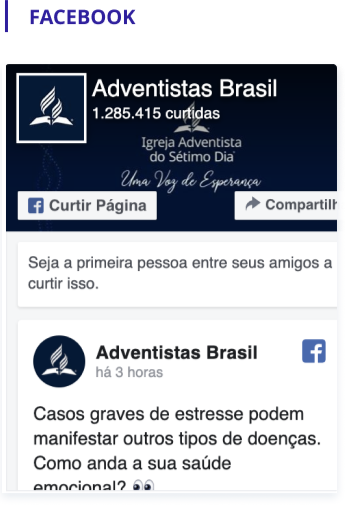 FACEBOOK
Adventistas Brasil
1.285.415 curtidas
Igreja Adventista
do Sétimo Dia
Uma Voz de Esperança
Curtir Página
Compartilh
Seja a primeira pessoa entre seus amigos a
curtir isso.
Adventistas Brasil
há 3 horas
Casos graves de estresse podem
manifestar outros tipos de doenças.
Como anda a sua saúde
emocional? 👀